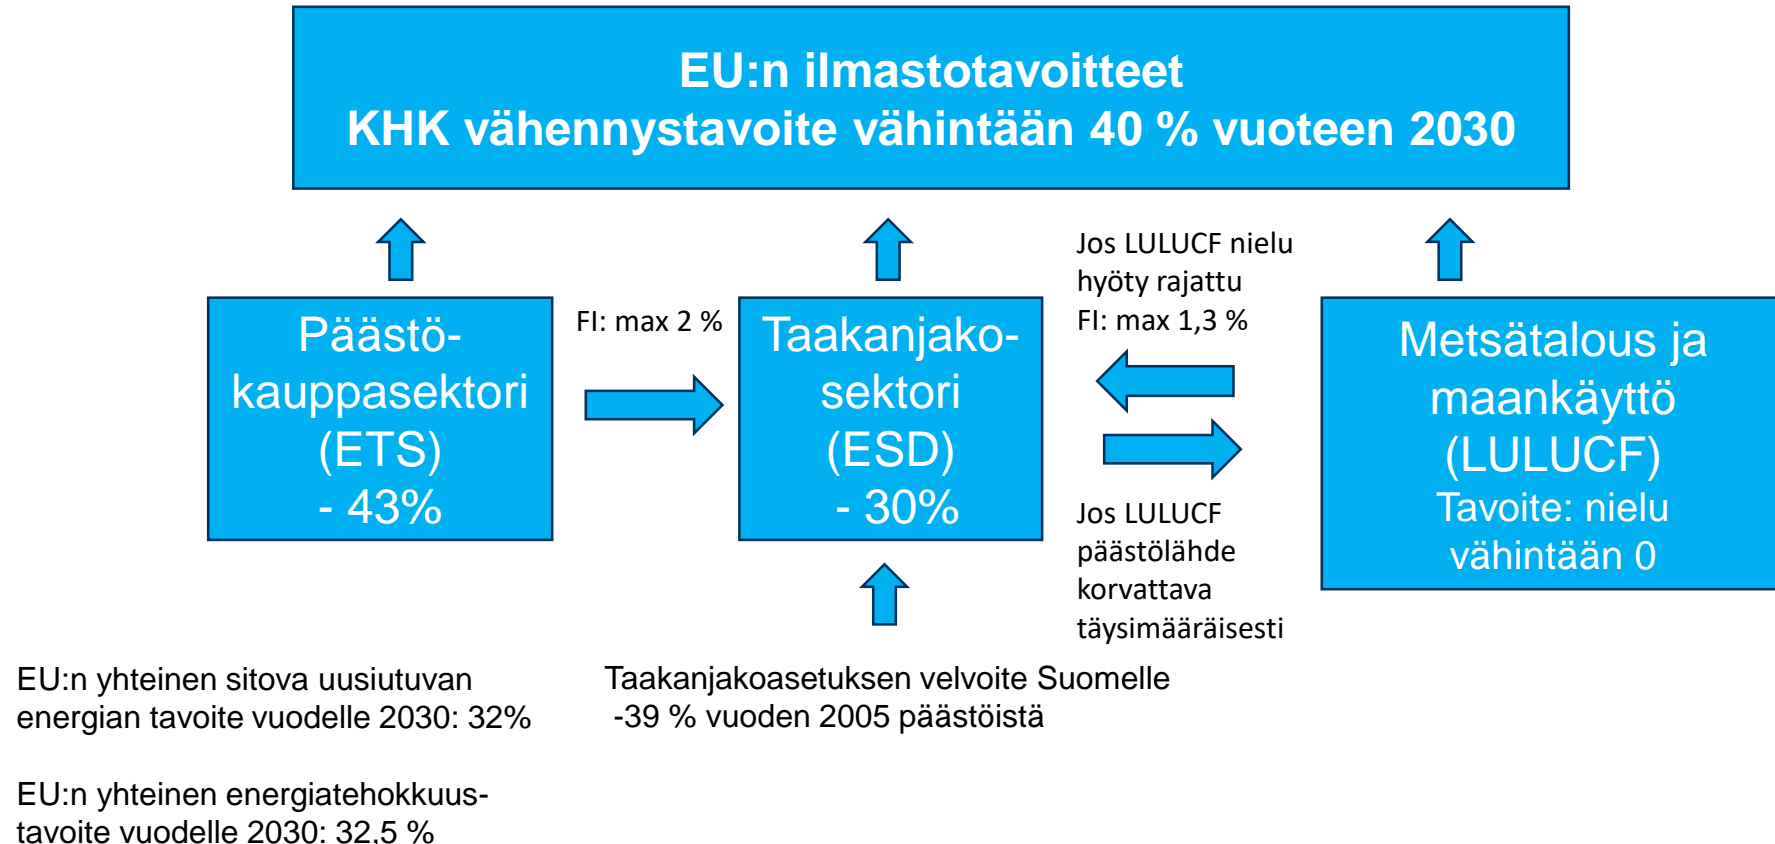 EU:n ilmastotavoitteet
KHK vähennystavoite vähintään 40 % vuoteen 2030
Päästö-
kauppasektori
(ETS)
- 43%
FI: max 2 %
Taakanjako-
sektori
(ESD)
- 30%
Jos LULUCF nielu
hyöty rajattu
FI: max 1,3 %
Jos LULUCF
päästölähde
korvattava
täysimääräisesti
Metsätalous ja
maankäyttö
(LULUCF)
Tavoite: nielu
vähintään 0
EU:n yhteinen sitova uusiutuvan
energian tavoite vuodelle 2030: 32%
EU:n yhteinen energiatehokkuus-
tavoite vuodelle 2030: 32,5 %
Taakanjakoasetuksen velvoite Suomelle
-39 % vuoden 2005 päästöistä